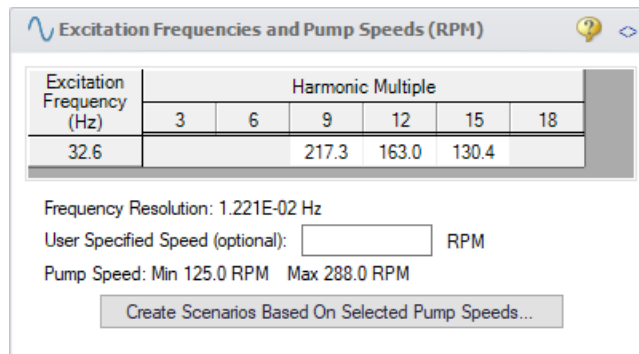 Excitation Frequencies and Pump Speeds (RPM)
Excitation Frequency (Hz) Harmonic Multiple
3 6 9 12 15 18
32.6 217.3 163.0 130.4
Frequency Resolution: 1.221E-02 Hz
User Specified Speed (optional): RPM
Pump Speed: Min 125.0 RPM Max 288.0 RPM
Create Scenarios Based On Selected Pump Speeds...